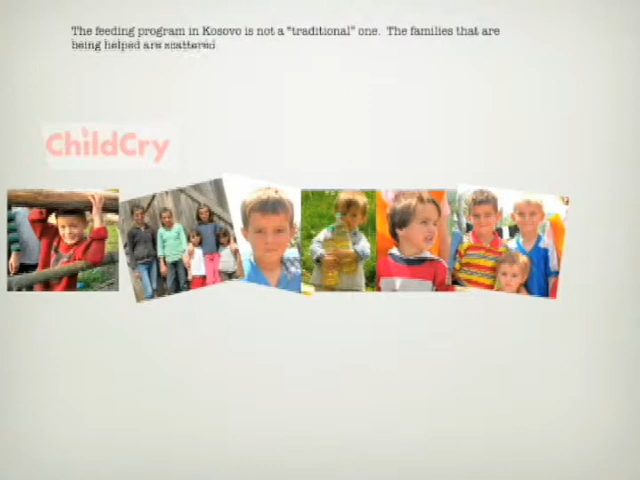 The feeding program in Kosovo is not a "traditional" one. The families that are
being helped are scattered
ChildCry